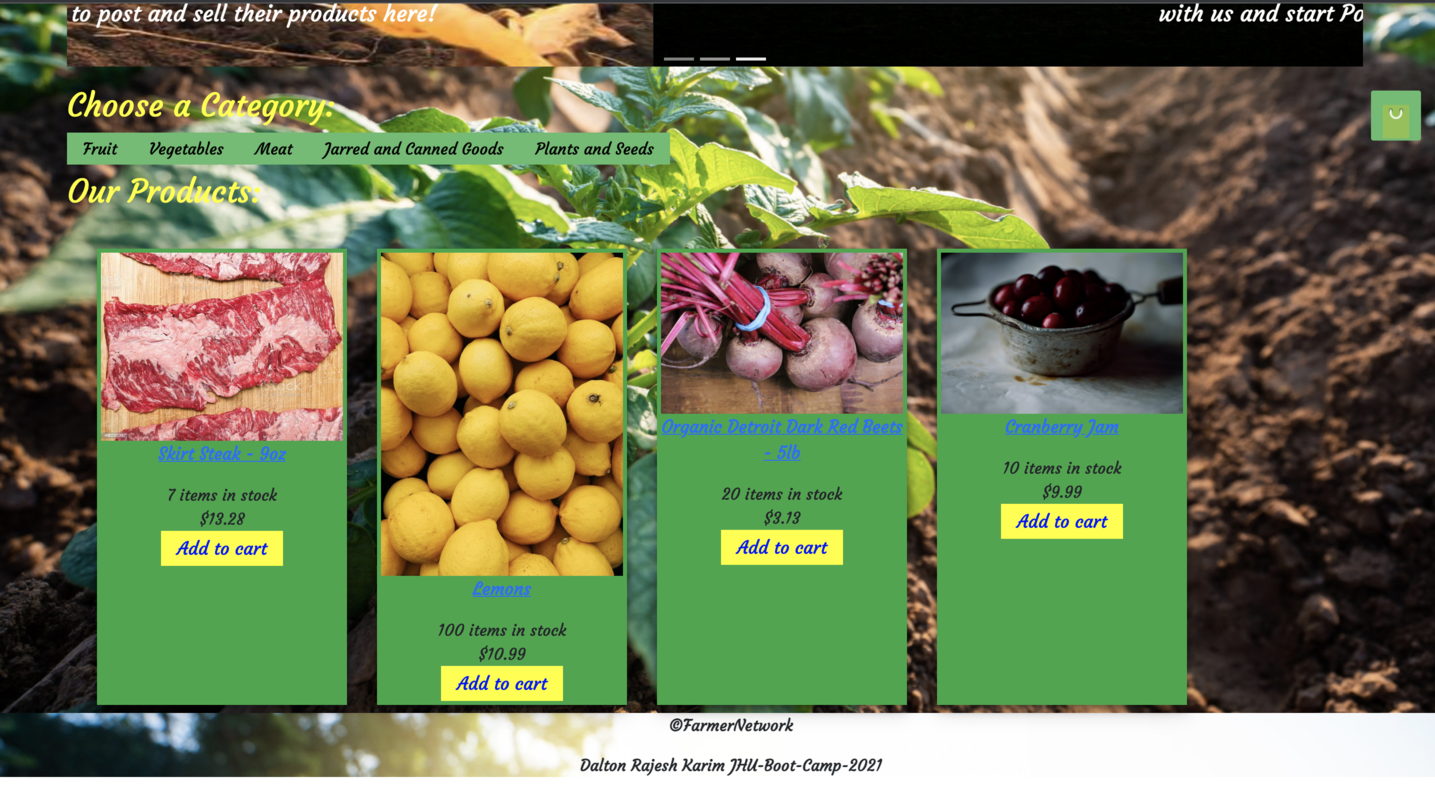 to post and sell their products here!
with us and start Po
Choose a Category:
Fruit Vegetables Meat Jarred and Canned Goods Plants and Seeds
Our Products:
Skirt Steak - 9oz
7 items in stock
$13.28
Add to cart
Lemons
100 items in stock
$10.99
Add to cart
Organic Detroit Dark Red Beets
- 5lb
20 items in stock
$3.13
Add to cart
Cranberry Jam
10 items in stock
$9.99
Add to cart
©FarmerNetwork
Dalton Rajesh Karim JHU-Boot-Camp-2021